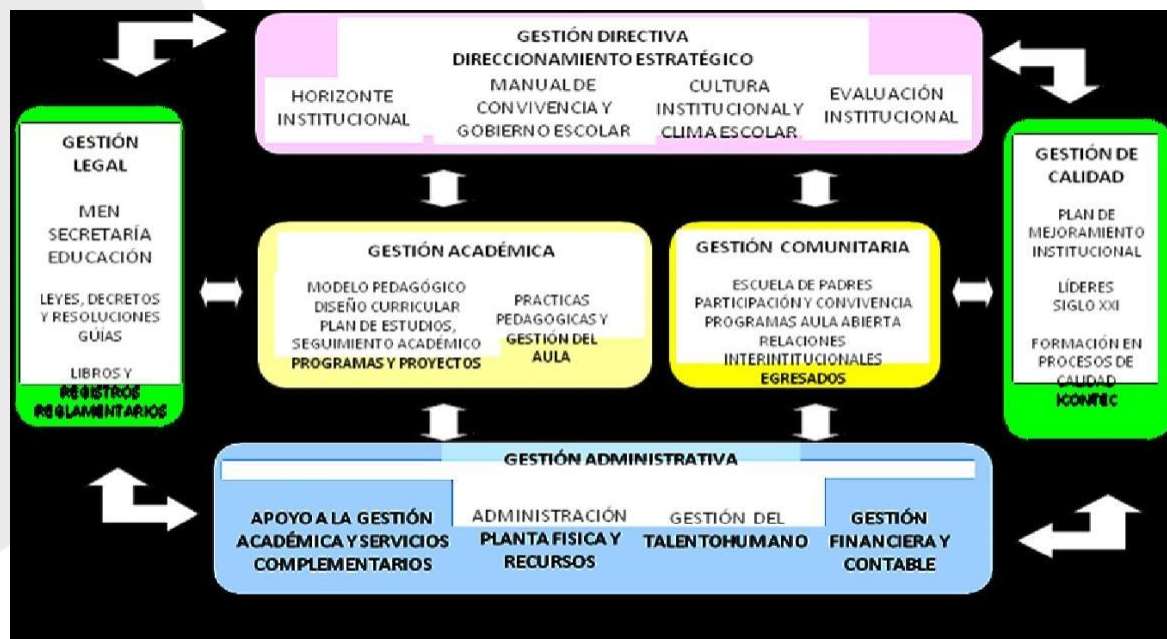 GESTIÓN DIRECTIVA
DIRECCIONAMIENTO ESTRATÉGICO
HORIZONTE
INSTITUCIONAL
MANUAL DE
CONVIVENCIA Y
GOBIERNO ESCOLAR
CULTURA
INSTITUCIONAL Y
CLIMA ESCOLAR
EVALUACIÓN
INSTITUCIONAL
GESTIÓN
LEGAL
MEN
SECRETARÍA
EDUCACIÓN
LEYES, DECRETOS
Y RESOLUCIONES
GÚÍAS
LIBROS Y
REGISTROS
REGLAMENTARIOS
GESTIÓN ACADÉMICA
MODELO PEDAGÓGICO
DISEÑO CURRICULAR
PLAN DE ESTUDIOS,
SEGUIMIENTO ACADÉMICO
PROGRAMAS Y PROYECTOS
PRACTICAS
PEDAGOGICAS Y
GESTIÓN DEL
AULA
GESTIÓN COMUNITARIA
ESCUELA DE PADRES
PARTICIPACIÓN Y CONVIVENCIA
PROGRAMAS AULA ABIERTA
RELACIONES
INTERINTITUCIONALES
EGRESADOS
GESTIÓN DE
CALIDAD
PLAN DE
MEJORAMIENTO
INSTITUCIONAL
LÍDERES
SIGLO XXI
FORMACIÓN EN
PROCESOS DE
CALIDAD
ICONTEC
GESTIÓN ADMINISTRATIVA
APOYO A LA GESTIÓN
ACADÉMICA Y SERVICIOS
COMPLEMENTARIOS
ADMINISTRACIÓN
PLANTA FISICA Y
RECURSOS
GESTIÓN DEL
TALENTO HUMANO
GESTIÓN
FINANCIERA Y
CONTABLE